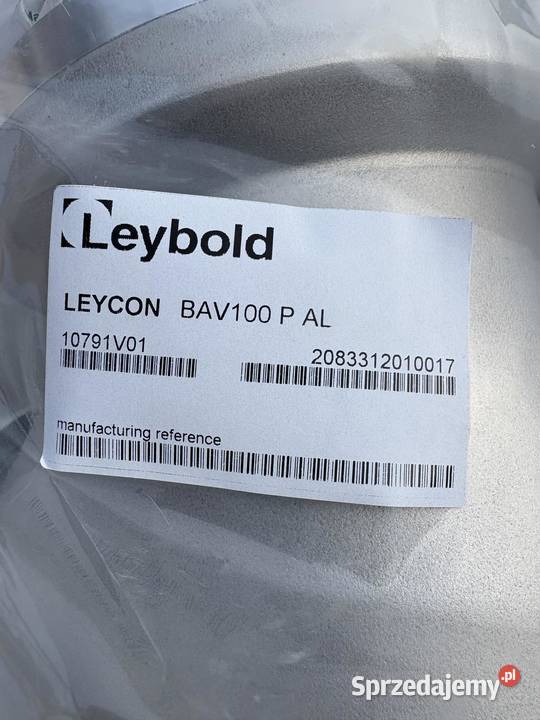 Leybold
LEYCON BAV100 P AL
10791V01
2083312010017
manufacturing reference
Sprzedajemy.pl